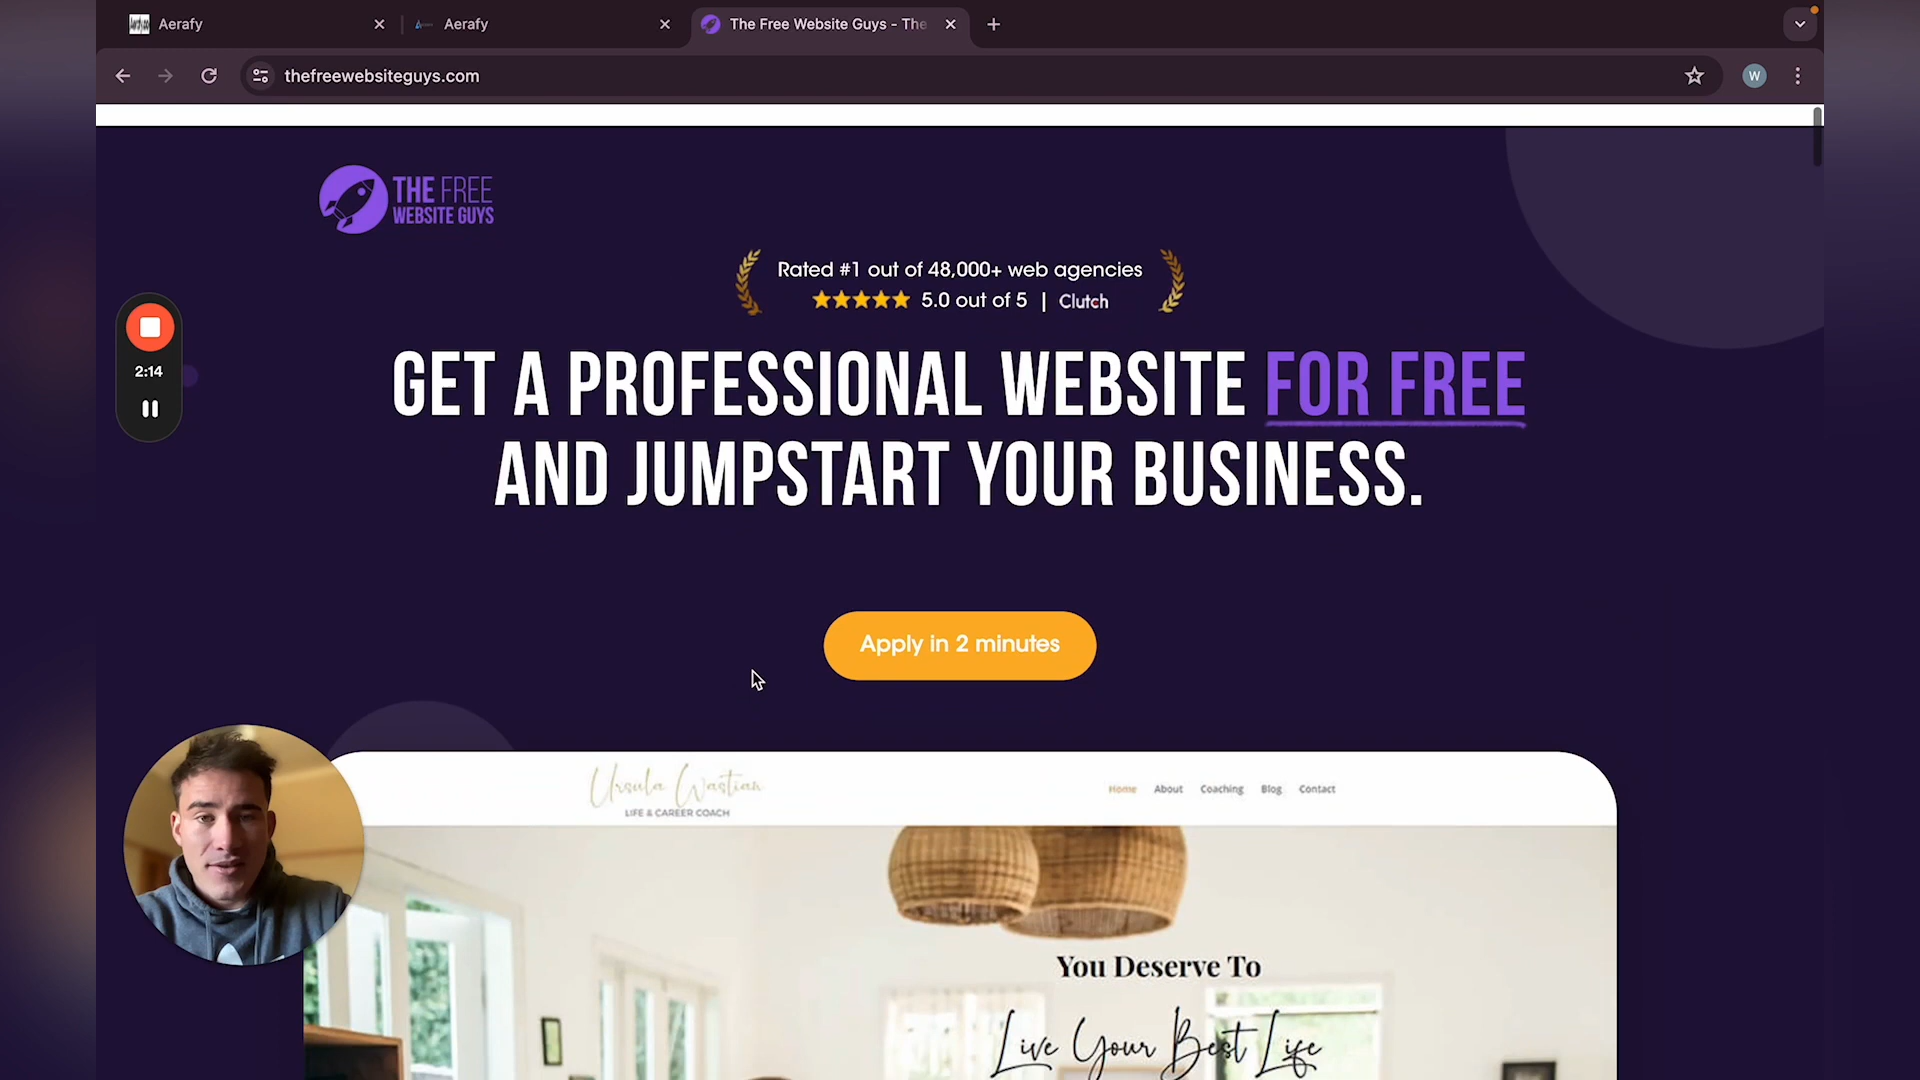 Aerafy
Aerafy
The Free Website Guys - The
thefreewebsiteguys.com
W
THE FREE
WEBSITE GUYS
Rated #1 out of 48,000+ web agencies
5.0 out of 5 | Clutch
GET A PROFESSIONAL WEBSITE FOR FREE
AND JUMPSTART YOUR BUSINESS.
2:14
Apply in 2 minutes
Ursula Wastian
LIFE & CAREER COACH
Home About Coaching Blog Contact
You Deserve To
Live Your Best Life